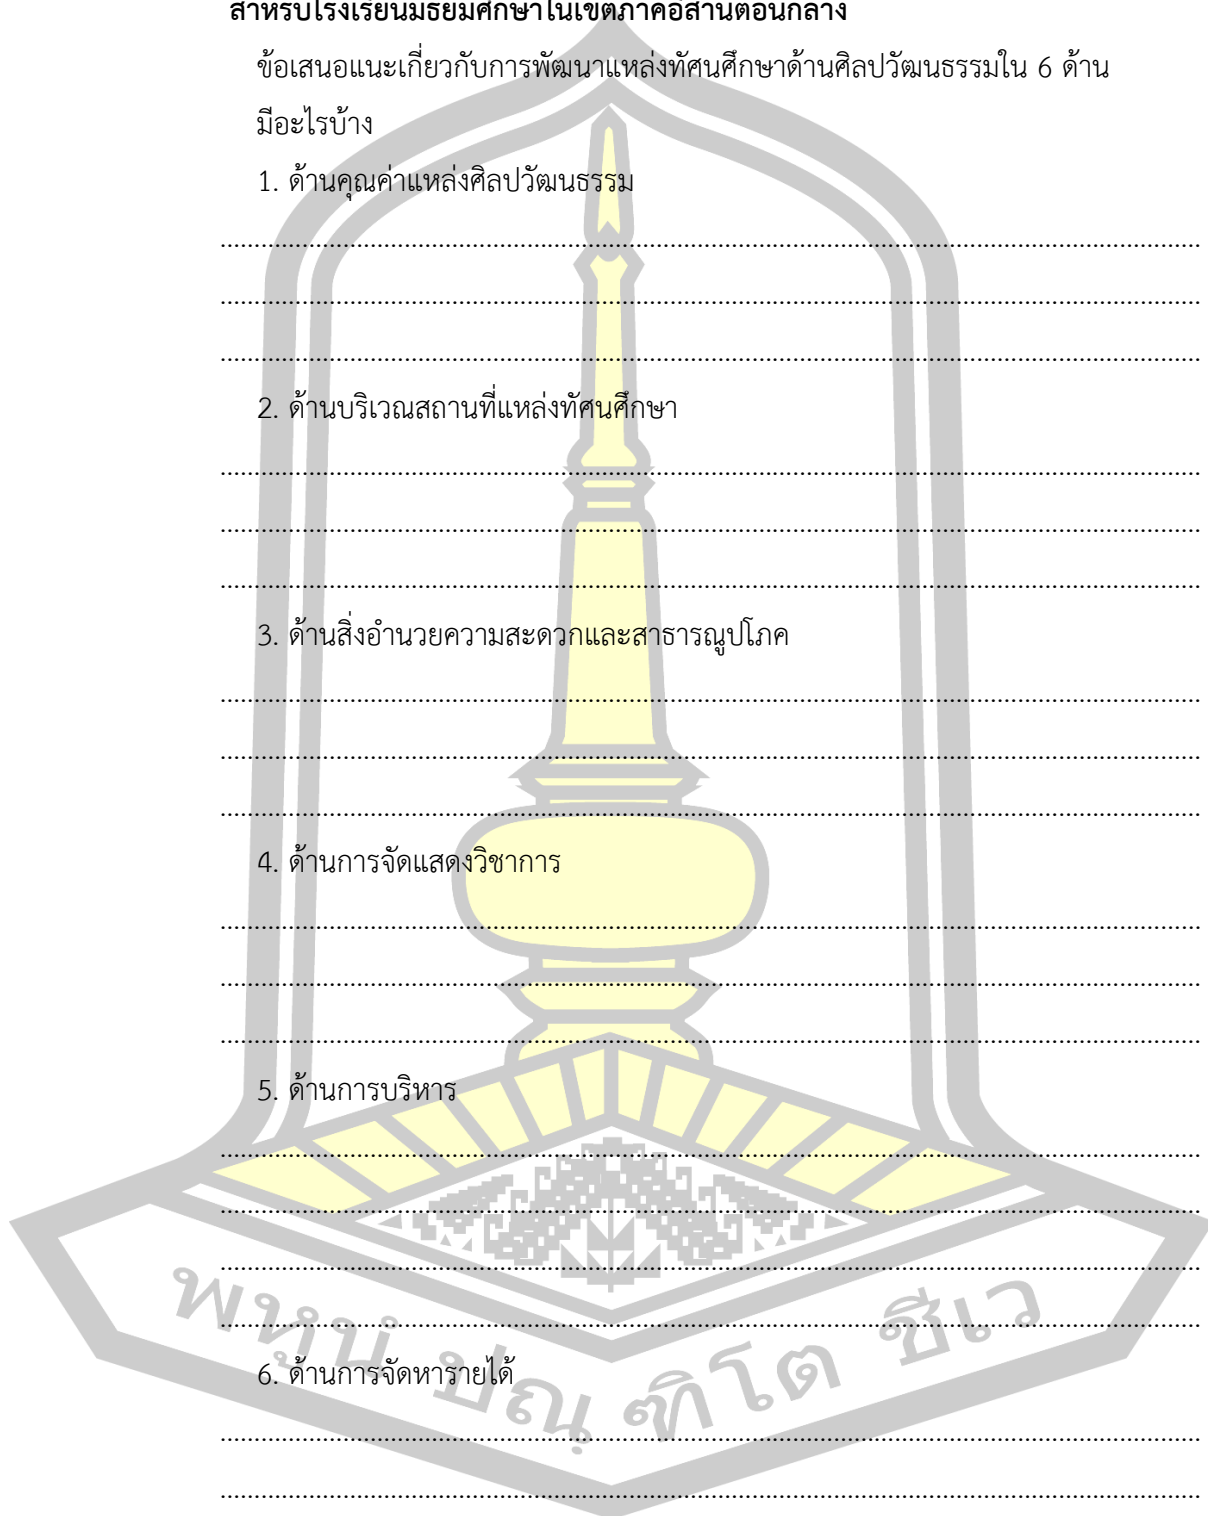 สำหรับโรงเรียนมัธยมศึกษาในเขตภาคอีสานตอนกลาง
ข้อเสนอแนะเกี่ยวกับการพัฒนาแหล่งทัศนศึกษาด้านศิลปวัฒนธรรมใน 6 ด้าน
มีอะไรบ้าง
1. ด้านคุณค่าแหล่งศิลปวัฒนธรรม
2. ด้านบริเวณสถานที่แหล่งทัศนศึกษา
3. ด้านสิ่งอำนวยความสะดวกและสาธารณูปโภค
4. ด้านการจัดแสดงวิชาการ
5. ด้านการบริหาร
6. ด้านการจัดหารายได้
พหูนํ ปณฺฑิโต ชีเว